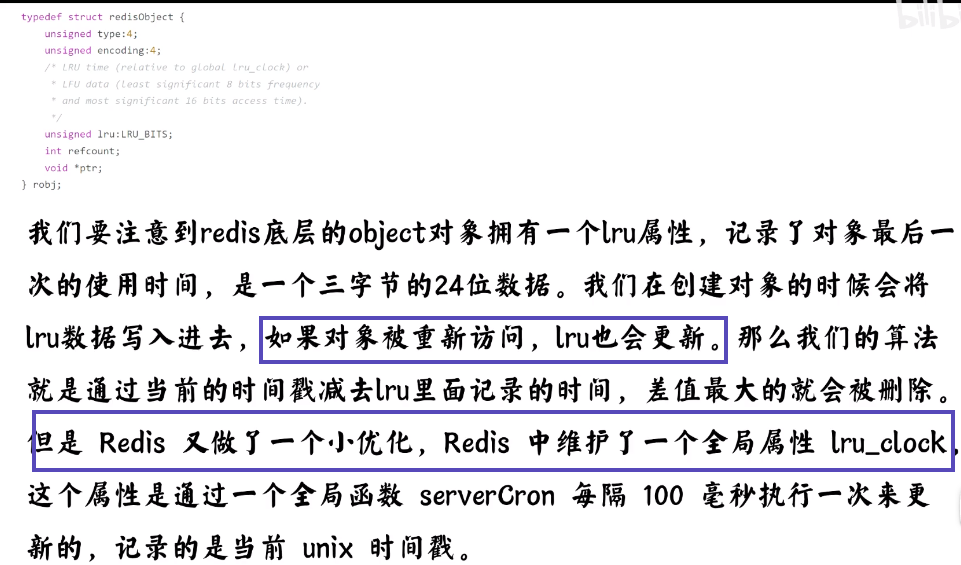 typedef struct redisObject {
unsigned type:4;
unsigned encoding:4;
/* LRU time (relative to global lru_clock) or
* LFU data (least significant 8 bits frequency
* and most significant 16 bits access time).
*/
unsigned lru:LRU_BITS;
int refcount;
void *ptr;
} robj;
我们要注意到redis底层的object对象拥有一个lru属性，记录了对象最后一
次的使用时间，是一个三字节的24位数据。我们在创建对象的时候会将
lru数据写入进去，如果对象被重新访问，lru也会更新。那么我们的算法
就是通过当前的时间戳减去lru里面记录的时间，差值最大的就会被删除。
但是 Redis 又做了一个小优化，Redis 中维护了一个全局属性 lru_clock，
这个属性是通过一个全局函数 serverCron 每隔 100 毫秒执行一次来更
新的，记录的是当前 unix 时间戳。